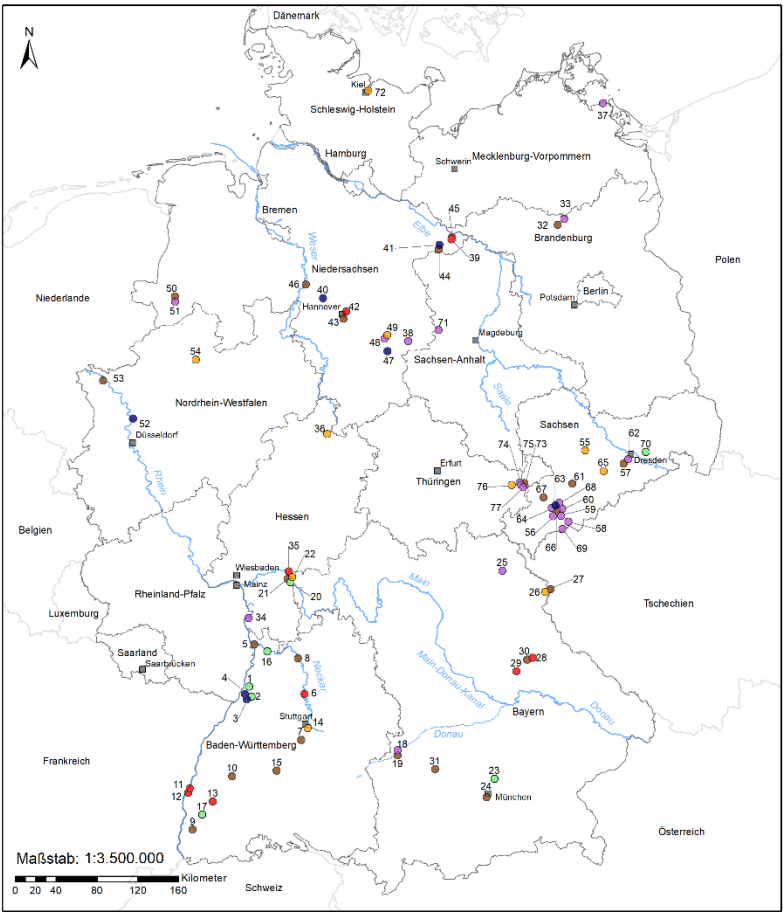 Dänemark
N
Kiel
72
Schleswig-Holstein
37
Hamburg
Schwerin
Mecklenburg-Vorpommern
Bremen
45
33
32
Elbe
Brandenburg
Weser
41
39
44
Niedersachsen
Polen
46
40
50
Niederlande
51
Hannover
42
43
Potsdam
Berlin
49
71
48
38
Magdeburg
54
47
Sachsen-Anhalt
53
Saale
Nordrhein-Westfalen
52
Düsseldorf
36
Sachsen
55
62
70
74
75
73
Dresden
Erfurt
63
61
65
57
Thüringen
76
67
68
Rhein
77
60
64
59
Belgien
Hessen
56
58
66
69
35
22
Wiesbaden
25
Main
Mainz
21
20
27
Rheinland-Pfalz
26
Luxemburg
Tschechien
34
Saarland
5
16
8
30
28
Saarbrücken
29
4
1
Neckar
Main-Donau-Kanal
2
6
3
Donau
Stuttgart
14
Bayern
7
Donau
Frankreich
Baden-Württemberg
18
19
10
15
31
23
11
12
13
24
München
17
9
Österreich
Maßstab: 1:3.500.000
Kilometer
0 20 40 80 120 160
Schweiz